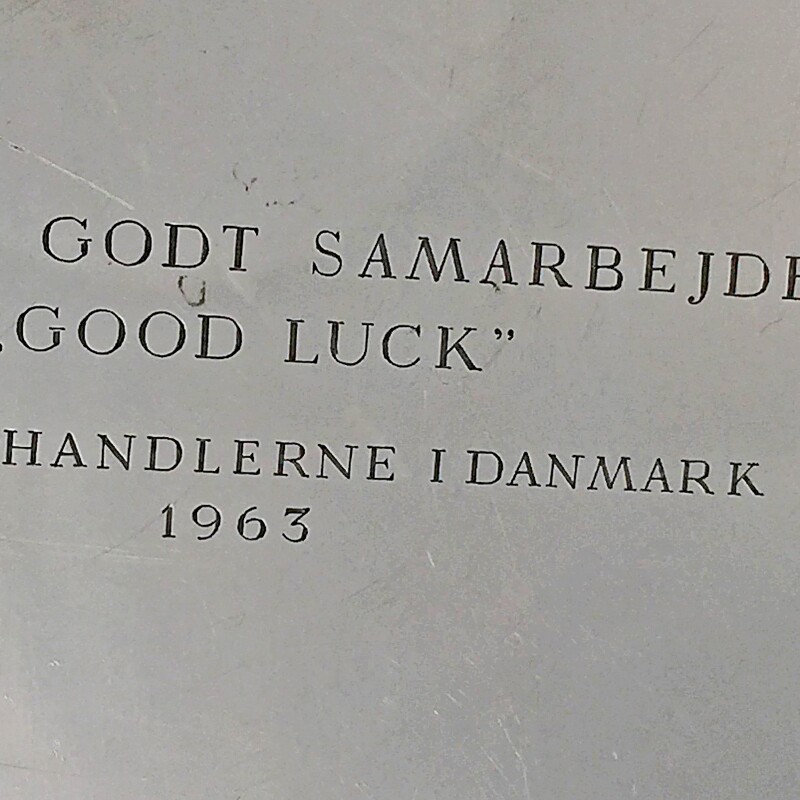 GODT SAMARBEJDE
„GOOD LUCK”
HANDLERNE I DANMARK
1963